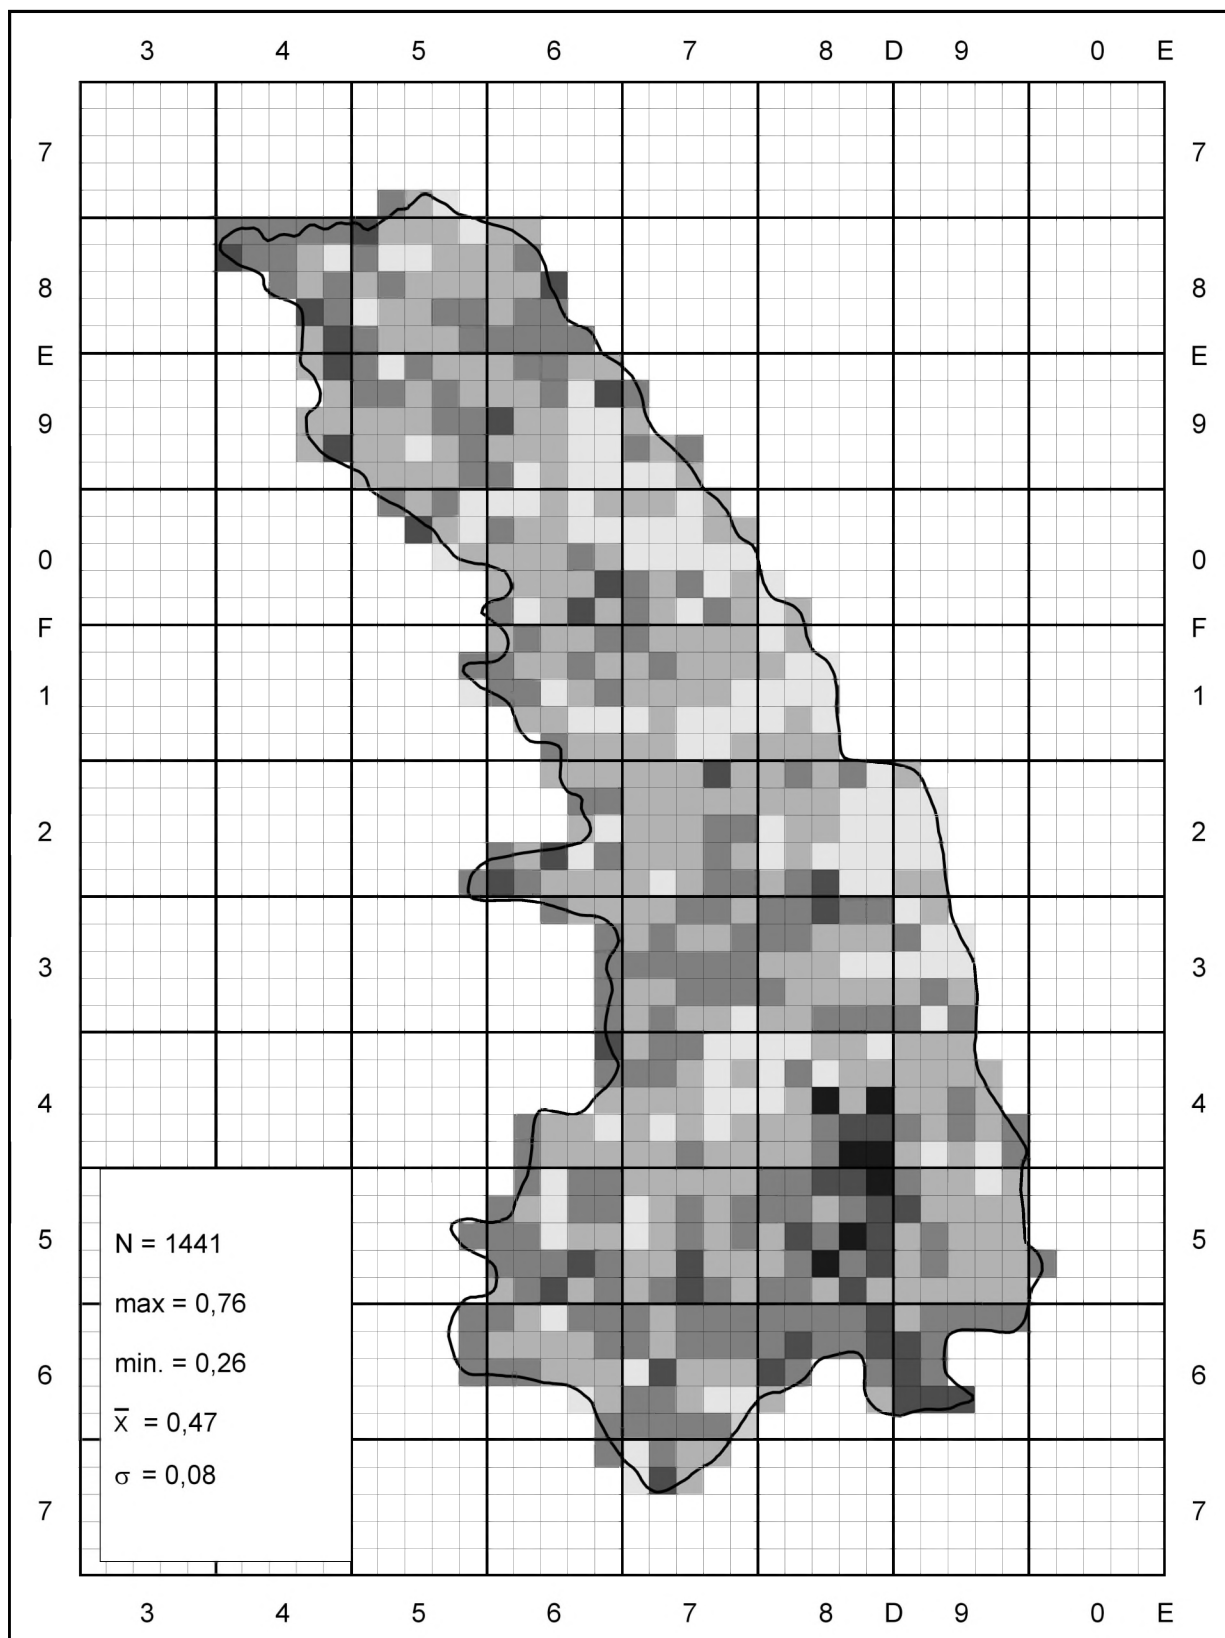 3 4 5 6 7 8 D 9 0 E
7 7
8 8
E E
9 9
0 0
F F
1 1
2 2
3 3
4 4
5 5
N = 1441
max = 0,76
min. = 0,26
6 6
x̅ = 0,47
σ = 0,08
7 7
3 4 5 6 7 8 D 9 0 E